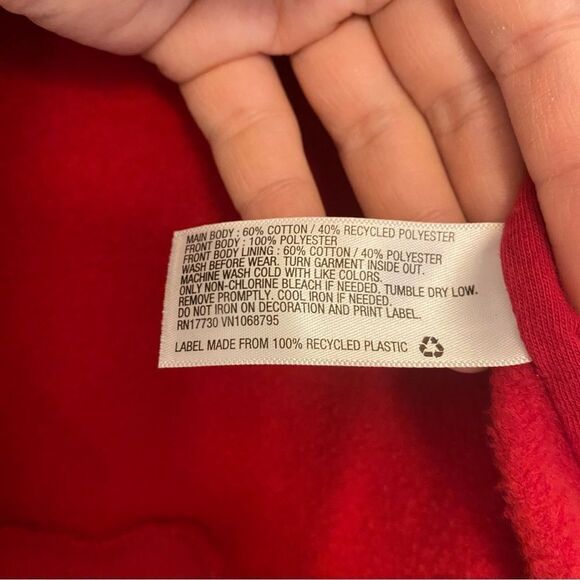 MAIN BODY : 60% COTTON / 40% RECYCLED POLYESTER
FRONT BODY : 100% POLYESTER
FRONT BODY LINING : 60% COTTON / 40% POLYESTER
WASH BEFORE WEAR. TURN GARMENT INSIDE OUT.
MACHINE WASH COLD WITH LIKE COLORS.
ONLY NON-CHLORINE BLEACH IF NEEDED. TUMBLE DRY LOW.
REMOVE PROMPTLY. COOL IRON IF NEEDED.
DO NOT IRON ON DECORATION AND PRINT LABEL.
RN17730 VN1068795
LABEL MADE FROM 100% RECYCLED PLASTIC